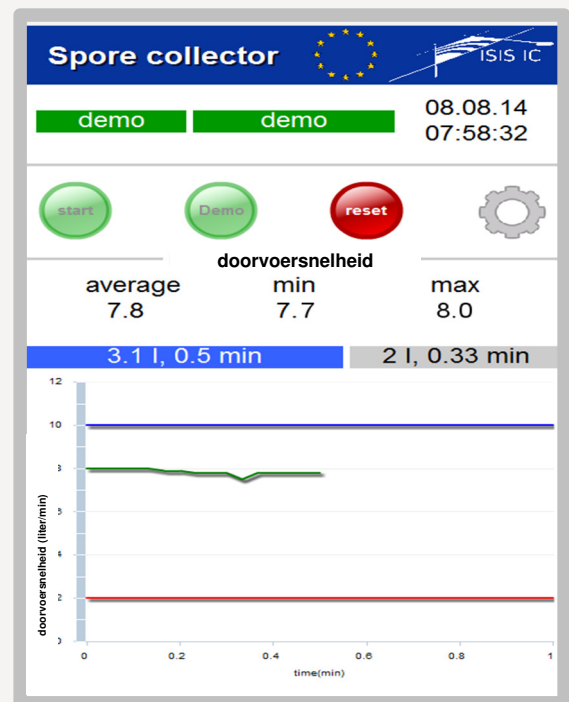 Spore collector
ISIS IC
demo demo
08.08.14
07:58:32
start Demo reset
doorvoersnelheid
average min max
7.8 7.7 8.0
3.1 l, 0.5 min 2 l, 0.33 min
12
10
8
6
4
2
0
doorvoersnelheid (liter/min)
0 0.2 0.4 0.6 0.8 1
time(min)